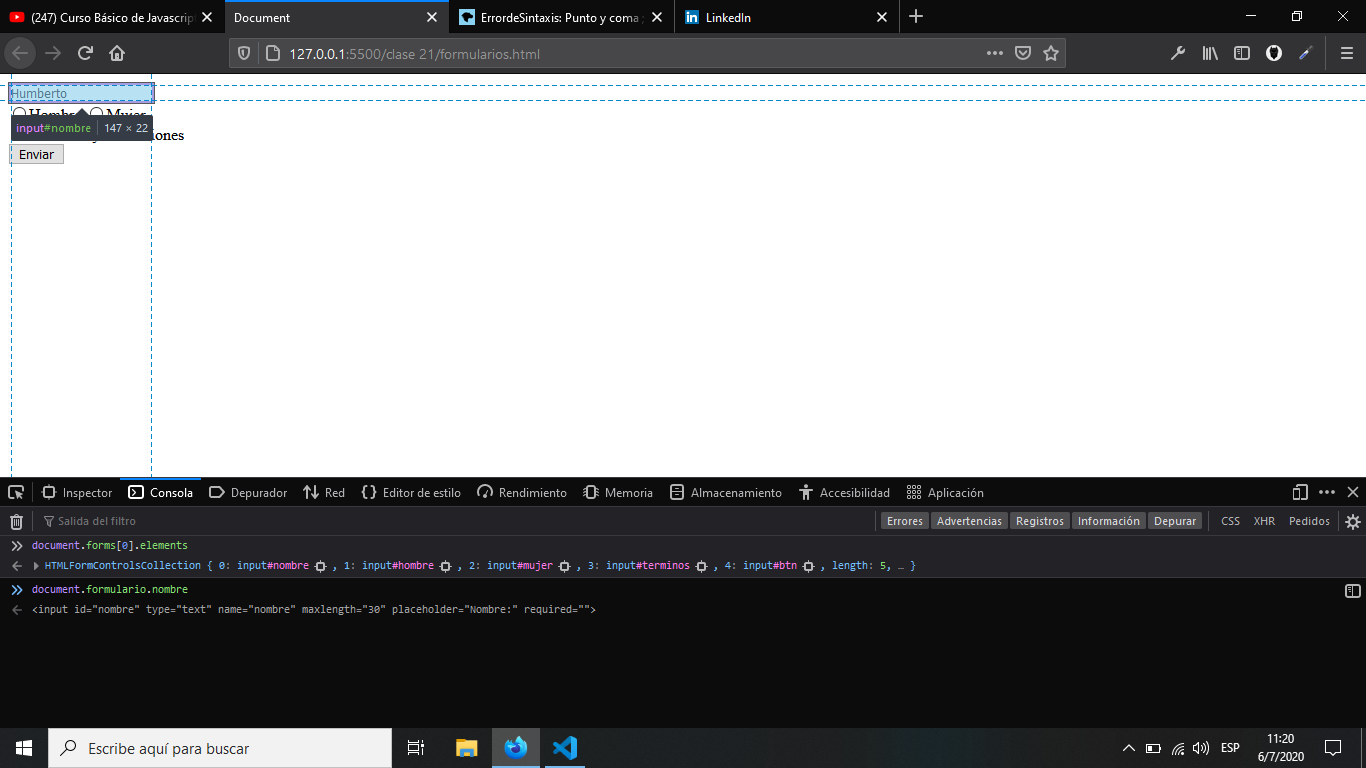 (247) Curso Básico de Javascrip
Document
ErrordeSintaxis: Punto y coma
LinkedIn
127.0.0.1:5500/clase 21/formularios.html
Humberto
Hombre Mujer
input#nombre 147 × 22
iones
Enviar
Inspector Consola Depurador Red Editor de estilo Rendimiento Memoria Almacenamiento Accesibilidad Aplicación
Salida del filtro
Errores Advertencias Registros Información Depurar CSS XHR Pedidos
document.forms[0].elements
HTMLFormControlsCollection { 0: input#nombre , 1: input#hombre , 2: input#mujer , 3: input#terminos , 4: input#btn , length: 5, … }
document.formulario.nombre
<input id="nombre" type="text" name="nombre" maxlength="30" placeholder="Nombre:" required="">
Escribe aquí para buscar
ESP
11:20
6/7/2020